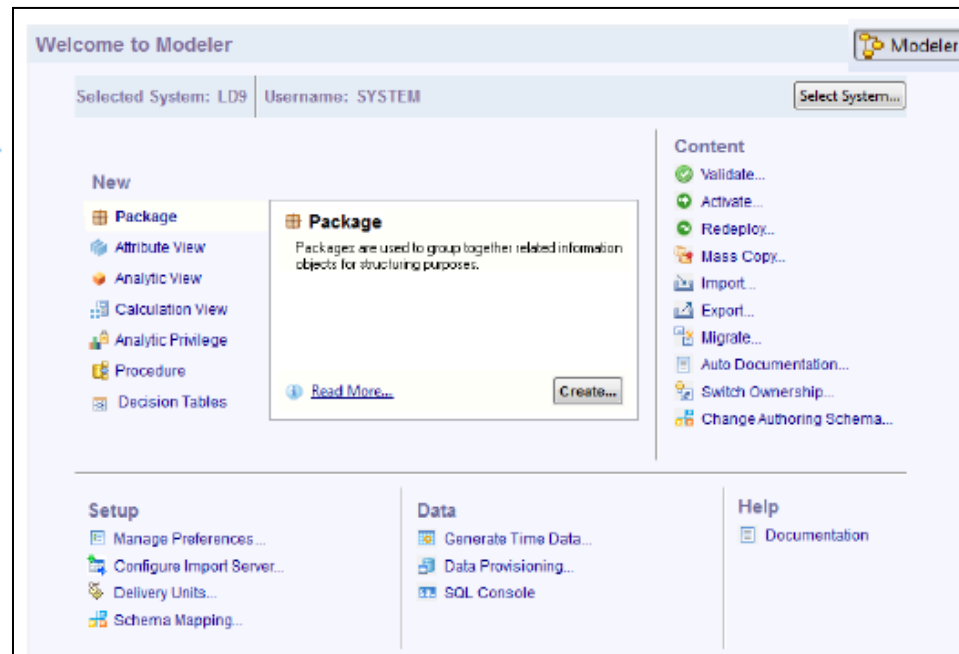 Welcome to Modeler
Modeler
Selected System: LD9
Username: SYSTEM
Select System...
New
Package
Attribute View
Analytic View
Calculation View
Analytic Privilege
Procedure
Decision Tables
Package
Packages are used to group together related information
objects for structuring purposes.
Read More...
Create...
Content
Validate...
Activate...
Redeploy...
Mass Copy...
Import...
Export...
Migrate...
Auto Documentation...
Switch Ownership...
Change Authoring Schema...
Setup
Manage Preferences...
Configure Import Server...
Delivery Units...
Schema Mapping...
Data
Generate Time Data...
Data Provisioning...
SQL Console
Help
Documentation